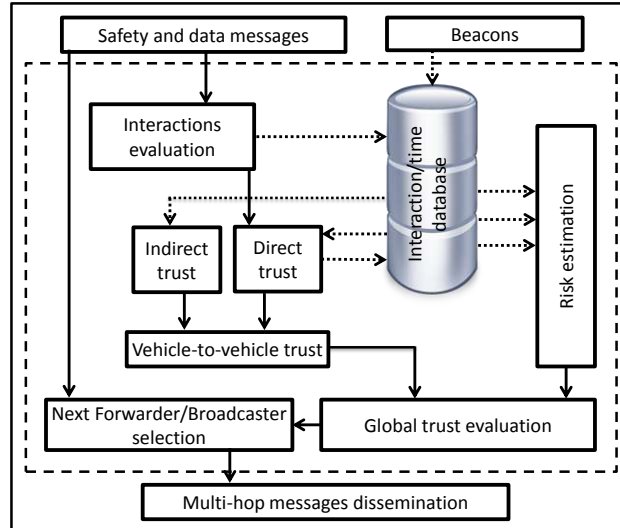 Safety and data messages
Beacons
Interactions
evaluation
Interaction/time
database
Risk estimation
Indirect
trust
Direct
trust
Vehicle-to-vehicle trust
Next Forwarder/Broadcaster
selection
Global trust evaluation
Multi-hop messages dissemination